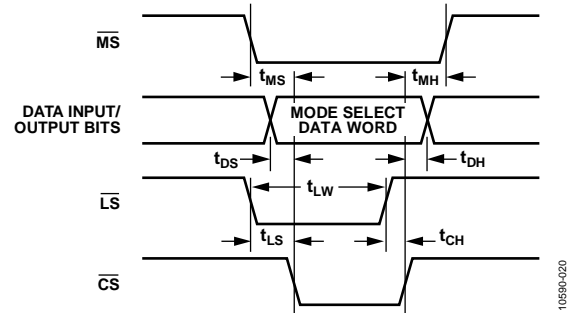 MS
tMS
tMH
DATA INPUT/
OUTPUT BITS
MODE SELECT
DATA WORD
tDS
tDH
LS
tLW
tLS
tCH
CS
10590-020